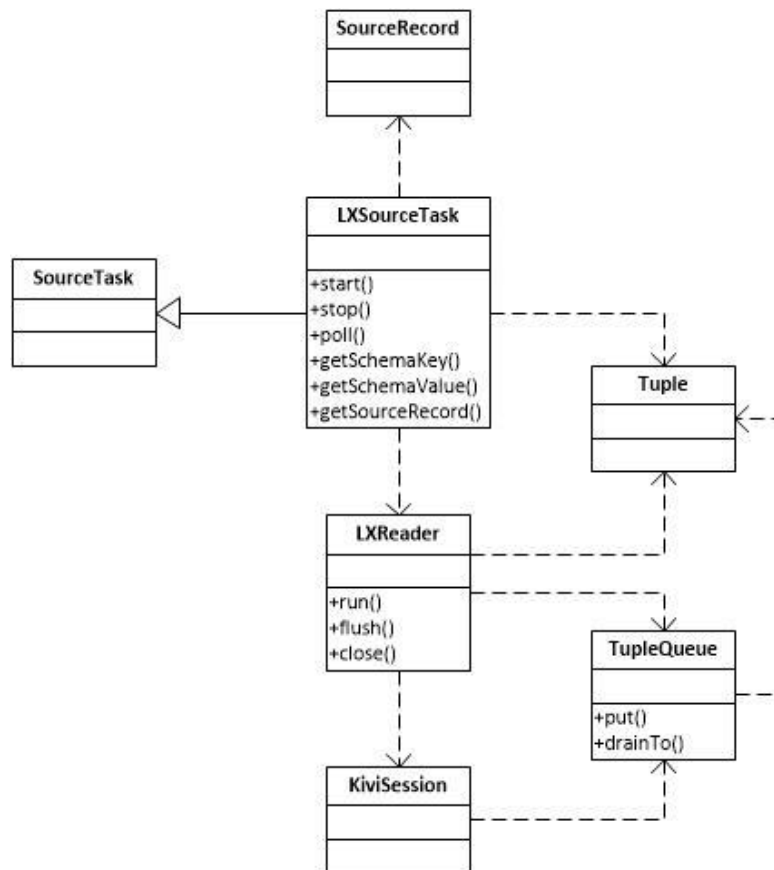 SourceRecord
LXSourceTask
+start()
+stop()
+poll()
+getSchemaKey()
+getSchemaValue()
+getSourceRecord()
SourceTask
Tuple
LXReader
+run()
+flush()
+close()
TupleQueue
+put()
+drainTo()
KiviSession